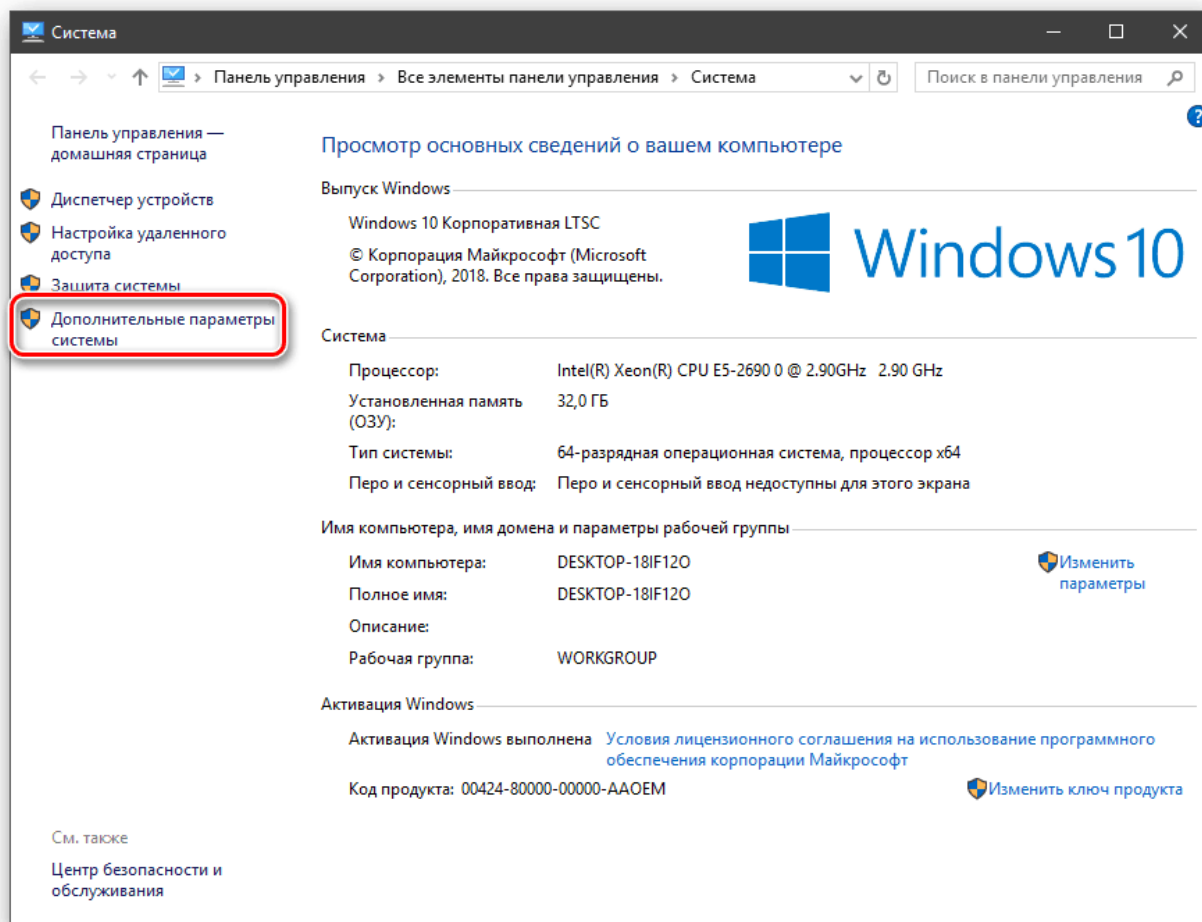 Система
Панель управления › Все элементы панели управления › Система
Поиск в панели управления
Панель управления —
домашняя страница
Диспетчер устройств
Настройка удаленного
доступа
Защита системы
Дополнительные параметры
системы
Просмотр основных сведений о вашем компьютере
Выпуск Windows
Windows 10 Корпоративная LTSC
© Корпорация Майкрософт (Microsoft
Corporation), 2018. Все права защищены.
Windows 10
Система
Процессор: Intel(R) Xeon(R) CPU E5-2690 0 @ 2.90GHz 2.90 GHz
Установленная память 32,0 ГБ
(ОЗУ):
Тип системы: 64-разрядная операционная система, процессор x64
Перо и сенсорный ввод: Перо и сенсорный ввод недоступны для этого экрана
Имя компьютера, имя домена и параметры рабочей группы
Имя компьютера: DESKTOP-18IF12O Изменить
параметры
Полное имя: DESKTOP-18IF12O
Описание:
Рабочая группа: WORKGROUP
Активация Windows
Активация Windows выполнена Условия лицензионного соглашения на использование программного
обеспечения корпорации Майкрософт
Код продукта: 00424-80000-00000-AAOEM Изменить ключ продукта
См. также
Центр безопасности и
обслуживания